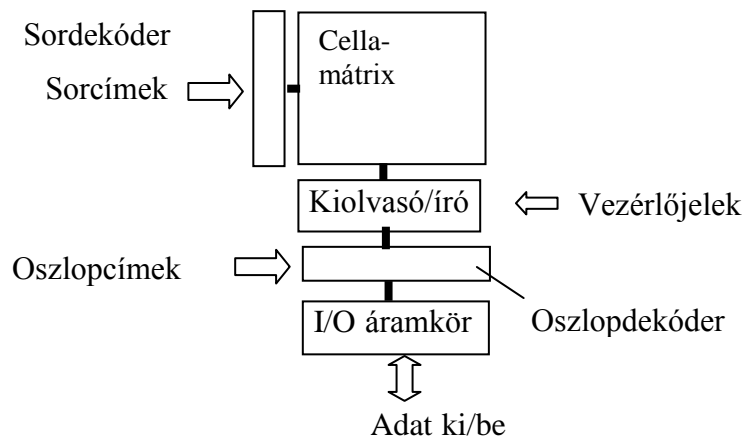 Sordekóder
Cella-
mátrix
Sorcímek
Kiolvasó/író
Vezérlőjelek
Oszlopcímek
I/O áramkör
Oszlopdekóder
Adat ki/be